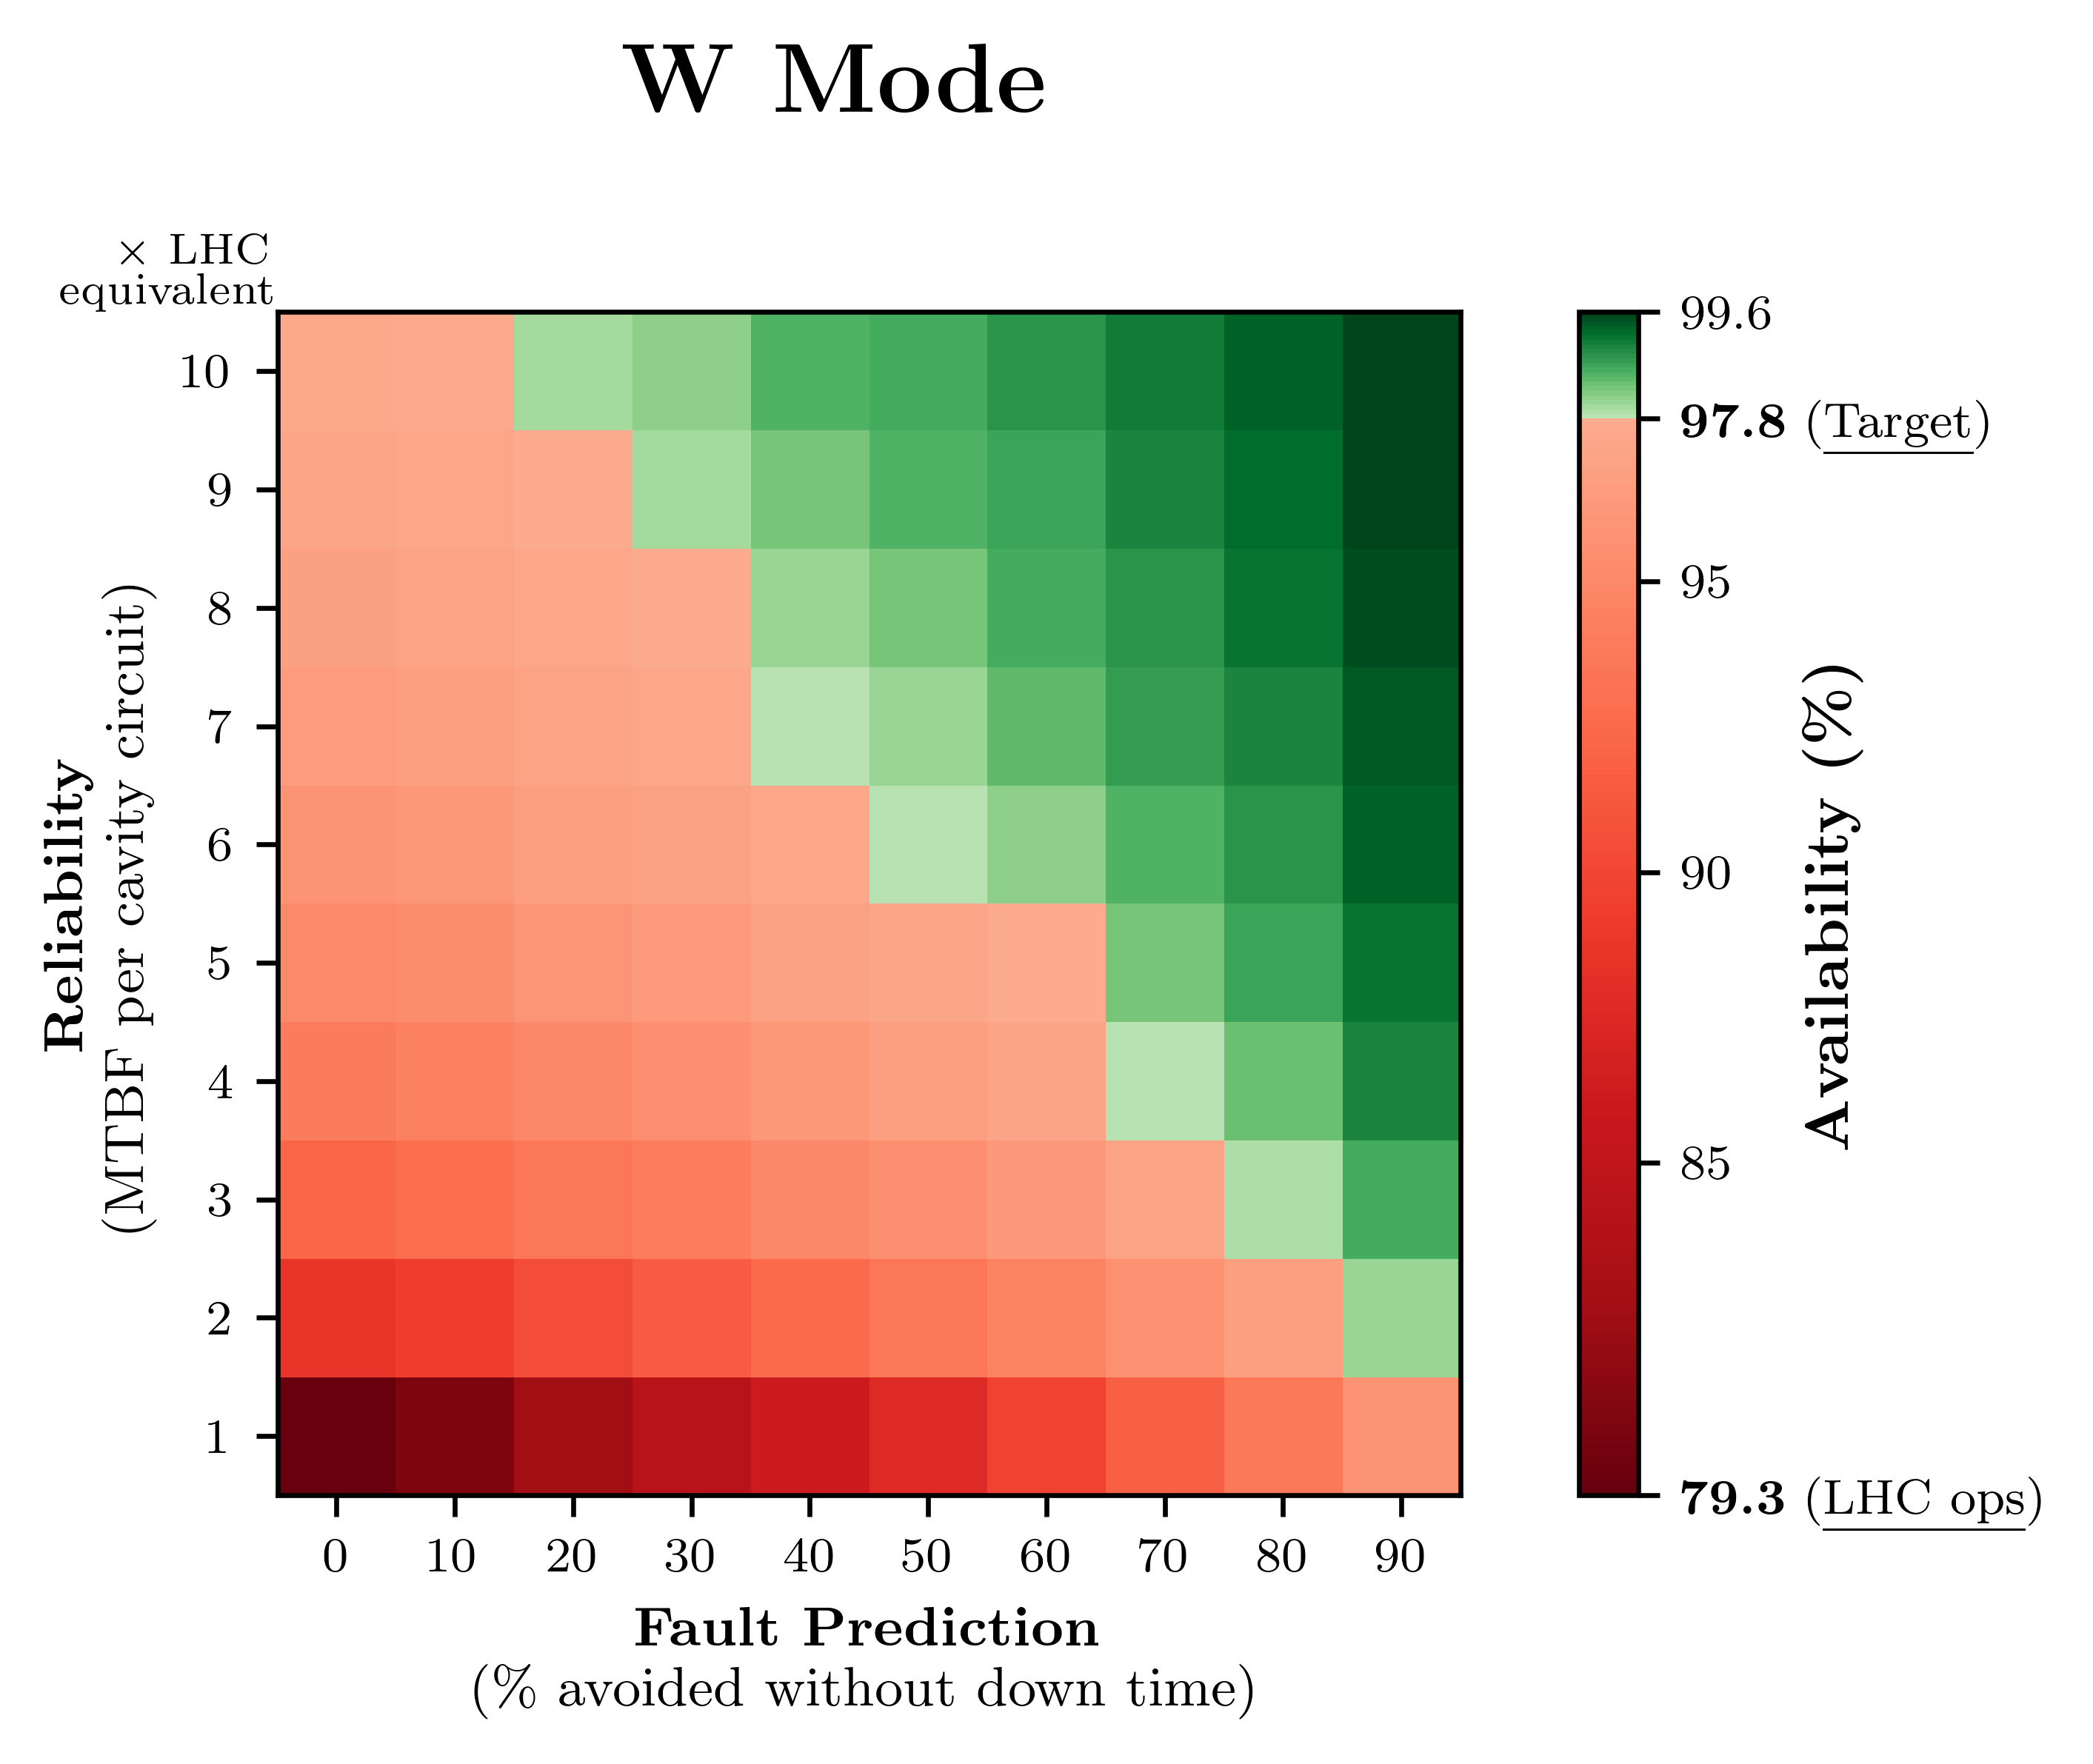 W Mode
× LHC
equivalent
10
9
8
7
6
5
4
3
2
1
Reliability
(MTBF per cavity circuit)
0 10 20 30 40 50 60 70 80 90
Fault Prediction
(% avoided without down time)
99.6
97.8 (Target)
95
90
85
79.3 (LHC ops)
Availability (%)